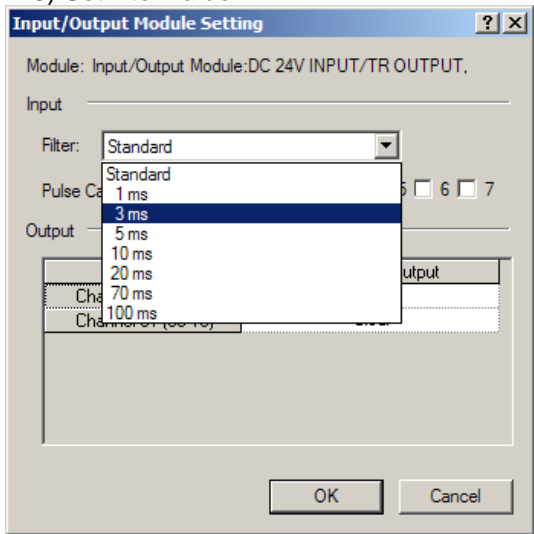 Input/Output Module Setting
Module: Input/Output Module:DC 24V INPUT/TR OUTPUT,
Input
Filter: Standard
Standard
1 ms
Pulse Ca 6 7
3 ms
Output
5 ms
10 ms
20 ms utput
70 ms
Cha
100 ms
OK Cancel